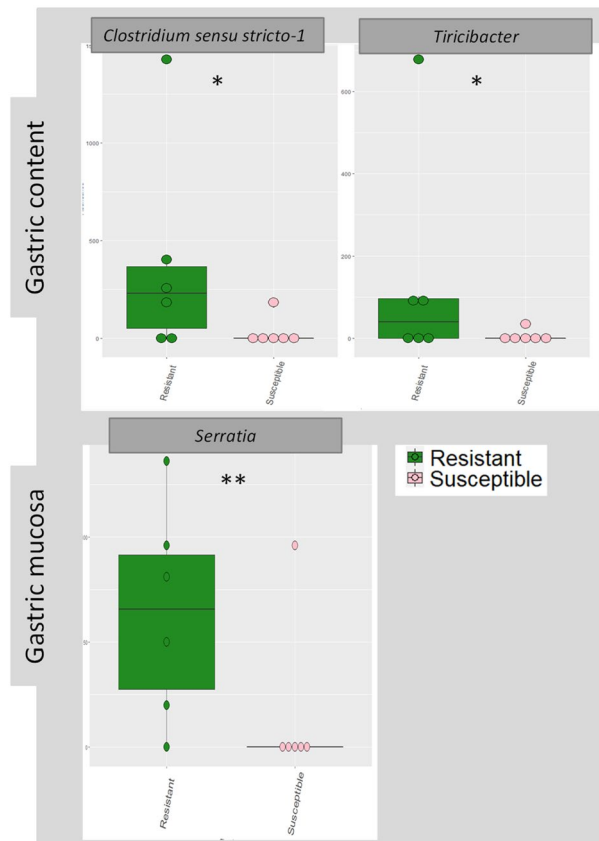 Clostridium sensu stricto-1
Tiricibacter
Gastric content
*
*
1000
500
0
600
400
200
0
Resistant
Susceptible
Resistant
Susceptible
Serratia
Gastric mucosa
**
0
Resistant
Susceptible
Resistant
Susceptible